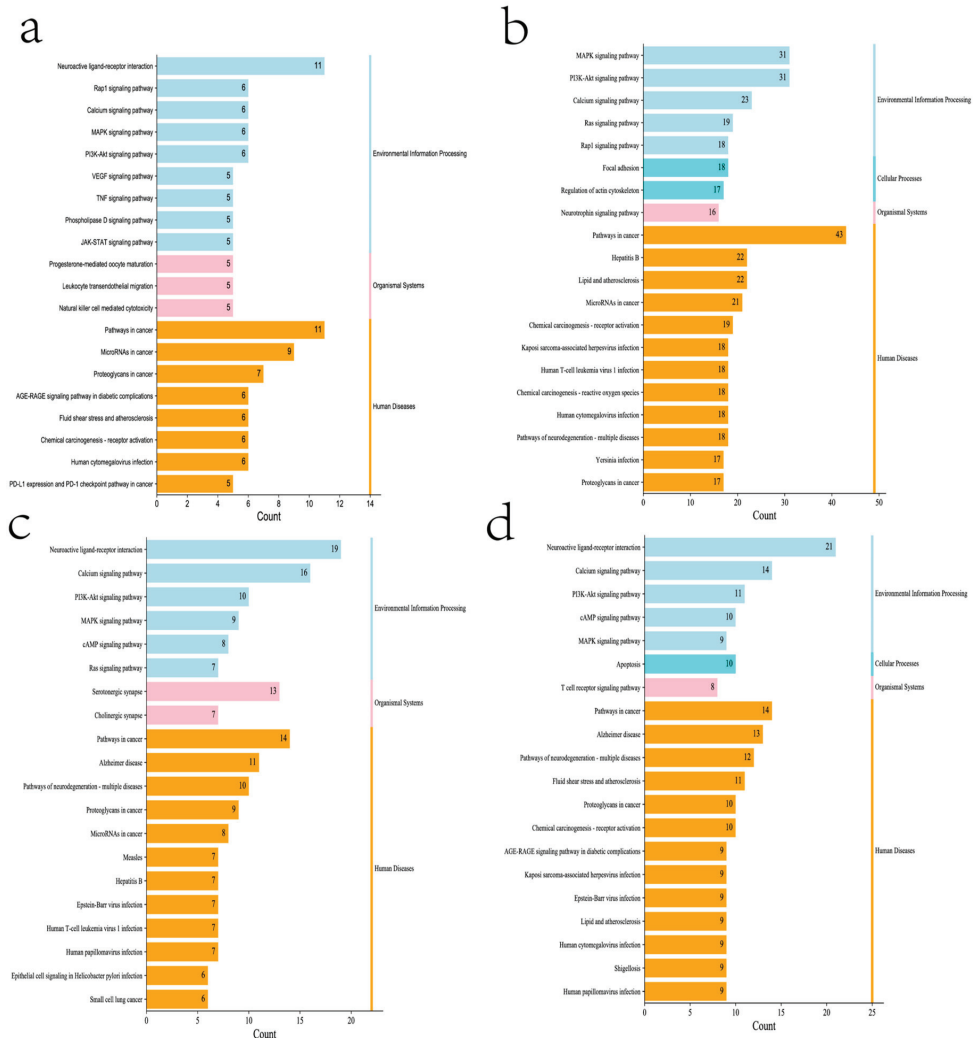 a
Neuroactive ligand-receptor interaction 11
Rap1 signaling pathway 6
Calcium signaling pathway 6
MAPK signaling pathway 6
PI3K-Akt signaling pathway 6
VEGF signaling pathway 5
TNF signaling pathway 5
Phospholipase D signaling pathway 5
JAK-STAT signaling pathway 5
Environmental Information Processing
Progesterone-mediated oocyte maturation 5
Leukocyte transendothelial migration 5
Natural killer cell mediated cytotoxicity 5
Organismal Systems
Pathways in cancer 11
MicroRNAs in cancer 9
Proteoglycans in cancer 7
AGE-RAGE signaling pathway in diabetic complications 6
Fluid shear stress and atherosclerosis 6
Chemical carcinogenesis - receptor activation 6
Human cytomegalovirus infection 6
PD-L1 expression and PD-1 checkpoint pathway in cancer 5
Human Diseases
0 2 4 6 8 10 12 14
Count
b
MAPK signaling pathway 31
PI3K-Akt signaling pathway 31
Calcium signaling pathway 23
Ras signaling pathway 19
Rap1 signaling pathway 18
Environmental Information Processing
Focal adhesion 18
Regulation of actin cytoskeleton 17
Cellular Processes
Neurotrophin signaling pathway 16
Organismal Systems
Pathways in cancer 43
Hepatitis B 22
Lipid and atherosclerosis 22
MicroRNAs in cancer 21
Chemical carcinogenesis - receptor activation 19
Kaposi sarcoma-associated herpesvirus infection 18
Human T-cell leukemia virus 1 infection 18
Chemical carcinogenesis - reactive oxygen species 18
Human cytomegalovirus infection 18
Pathways of neurodegeneration - multiple diseases 18
Yersinia infection 17
Proteoglycans in cancer 17
Human Diseases
0 10 20 30 40 50
Count
c
Neuroactive ligand-receptor interaction 19
Calcium signaling pathway 16
PI3K-Akt signaling pathway 10
MAPK signaling pathway 9
cAMP signaling pathway 8
Ras signaling pathway 7
Environmental Information Processing
Serotonergic synapse 13
Cholinergic synapse 7
Organismal Systems
Pathways in cancer 14
Alzheimer disease 11
Pathways of neurodegeneration - multiple diseases 10
Proteoglycans in cancer 9
MicroRNAs in cancer 8
Measles 7
Hepatitis B 7
Epstein-Barr virus infection 7
Human T-cell leukemia virus 1 infection 7
Human papillomavirus infection 7
Epithelial cell signaling in Helicobacter pylori infection 6
Small cell lung cancer 6
Human Diseases
0 5 10 15 20
Count
d
Neuroactive ligand-receptor interaction 21
Calcium signaling pathway 14
PI3K-Akt signaling pathway 11
cAMP signaling pathway 10
MAPK signaling pathway 9
Environmental Information Processing
Apoptosis 10
Cellular Processes
T cell receptor signaling pathway 8
Organismal Systems
Pathways in cancer 14
Alzheimer disease 13
Pathways of neurodegeneration - multiple diseases 12
Fluid shear stress and atherosclerosis 11
Proteoglycans in cancer 10
Chemical carcinogenesis - receptor activation 10
AGE-RAGE signaling pathway in diabetic complications 9
Kaposi sarcoma-associated herpesvirus infection 9
Epstein-Barr virus infection 9
Lipid and atherosclerosis 9
Human cytomegalovirus infection 9
Shigellosis 9
Human papillomavirus infection 9
Human Diseases
0 5 10 15 20 25
Count